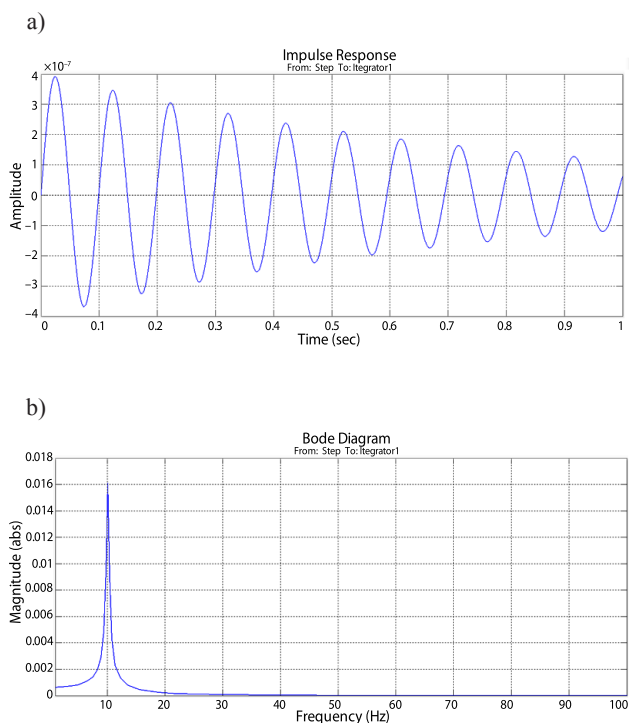 a)
Impulse Response
From: Step To: Itegrator1
×10⁻⁷
4
3
2
1
0
−1
−2
−3
−4
Amplitude
0 0.1 0.2 0.3 0.4 0.5 0.6 0.7 0.8 0.9 1
Time (sec)
b)
Bode Diagram
From: Step To: Itegrator1
0.018
0.016
0.014
0.012
0.01
0.008
0.006
0.004
0.002
0
Magnitude (abs)
10 20 30 40 50 60 70 80 90 100
Frequency (Hz)